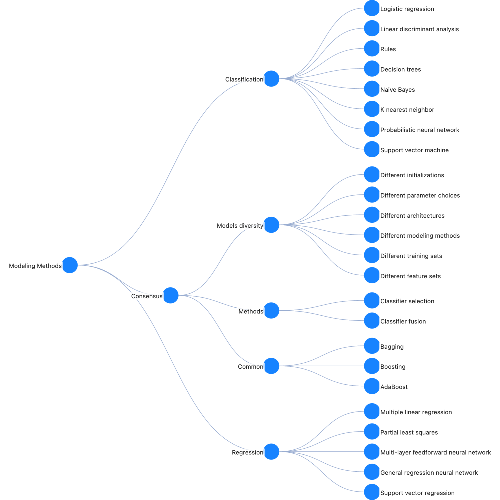 Logistic regression
Linear discriminant analysis
Rules
Decision trees
Classification
Naive Bayes
K nearest neighbor
Probabilistic neural network
Support vector machine
Different initializations
Different parameter choices
Different architectures
Models diversity
Different modeling methods
Different training sets
Modeling Methods
Different feature sets
Consensus
Classifier selection
Methods
Classifier fusion
Bagging
Common
Boosting
AdaBoost
Multiple linear regression
Partial least squares
Regression
Multi-layer feedforward neural network
General regression neural network
Support vector regression